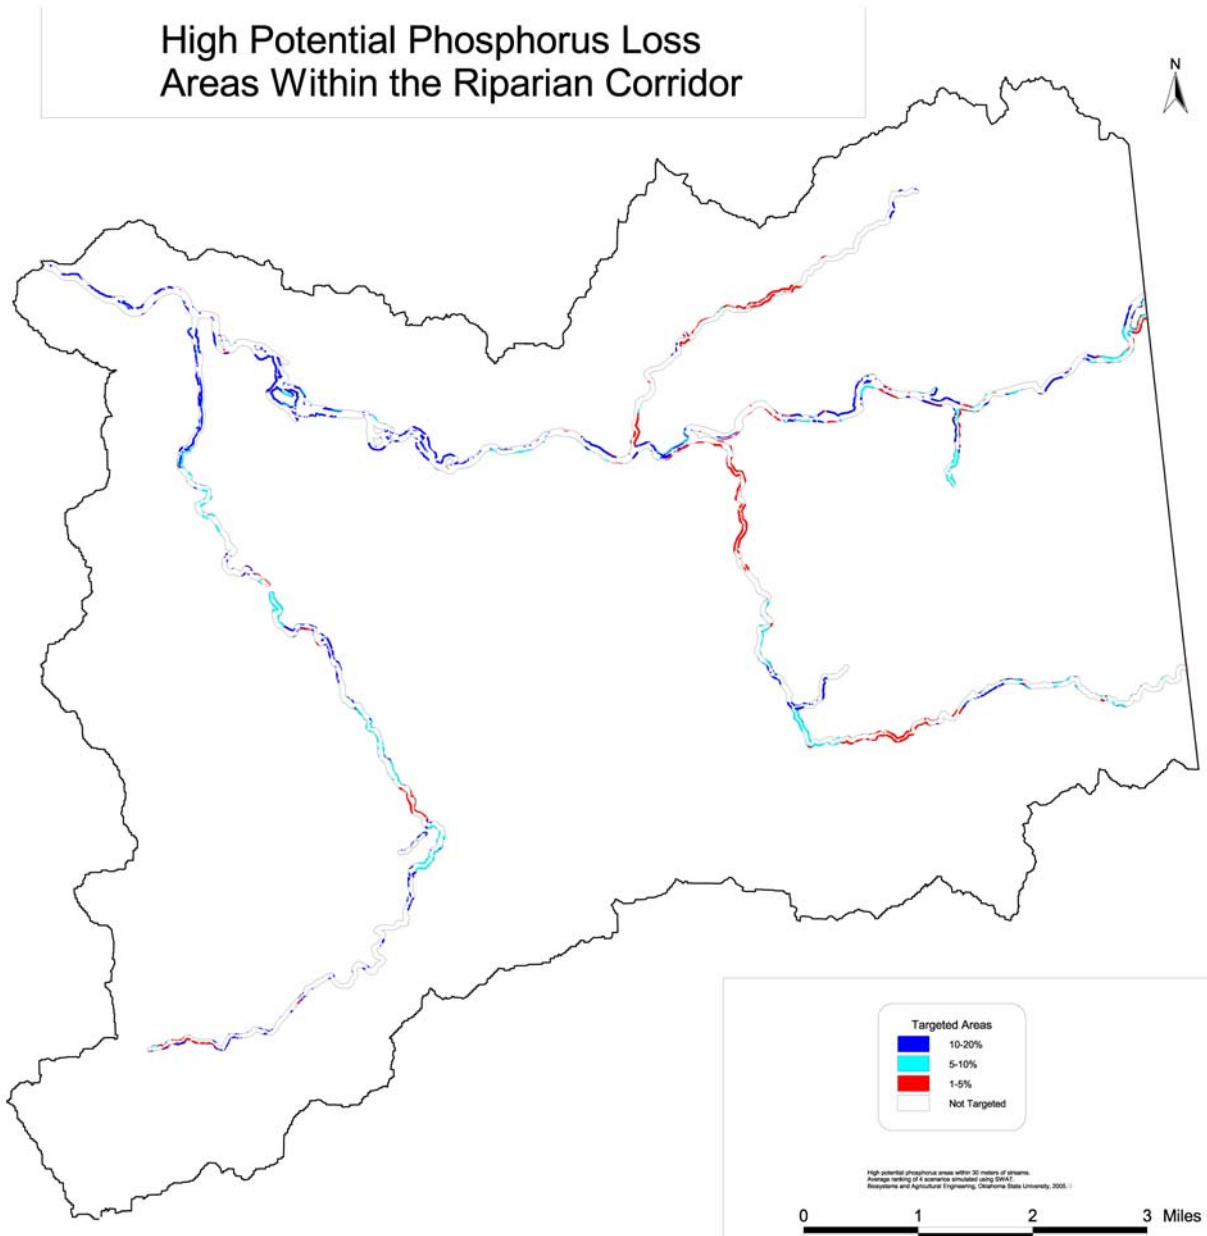 High Potential Phosphorus Loss
Areas Within the Riparian Corridor
N
Targeted Areas
10-20%
5-10%
1-5%
Not Targeted
High potential phosphorus areas within 30 meters of streams.
Average ranking of 4 scenarios simulated using SWAT.
Biosystems and Agricultural Engineering, Oklahoma State University, 2005.
0 1 2 3 Miles